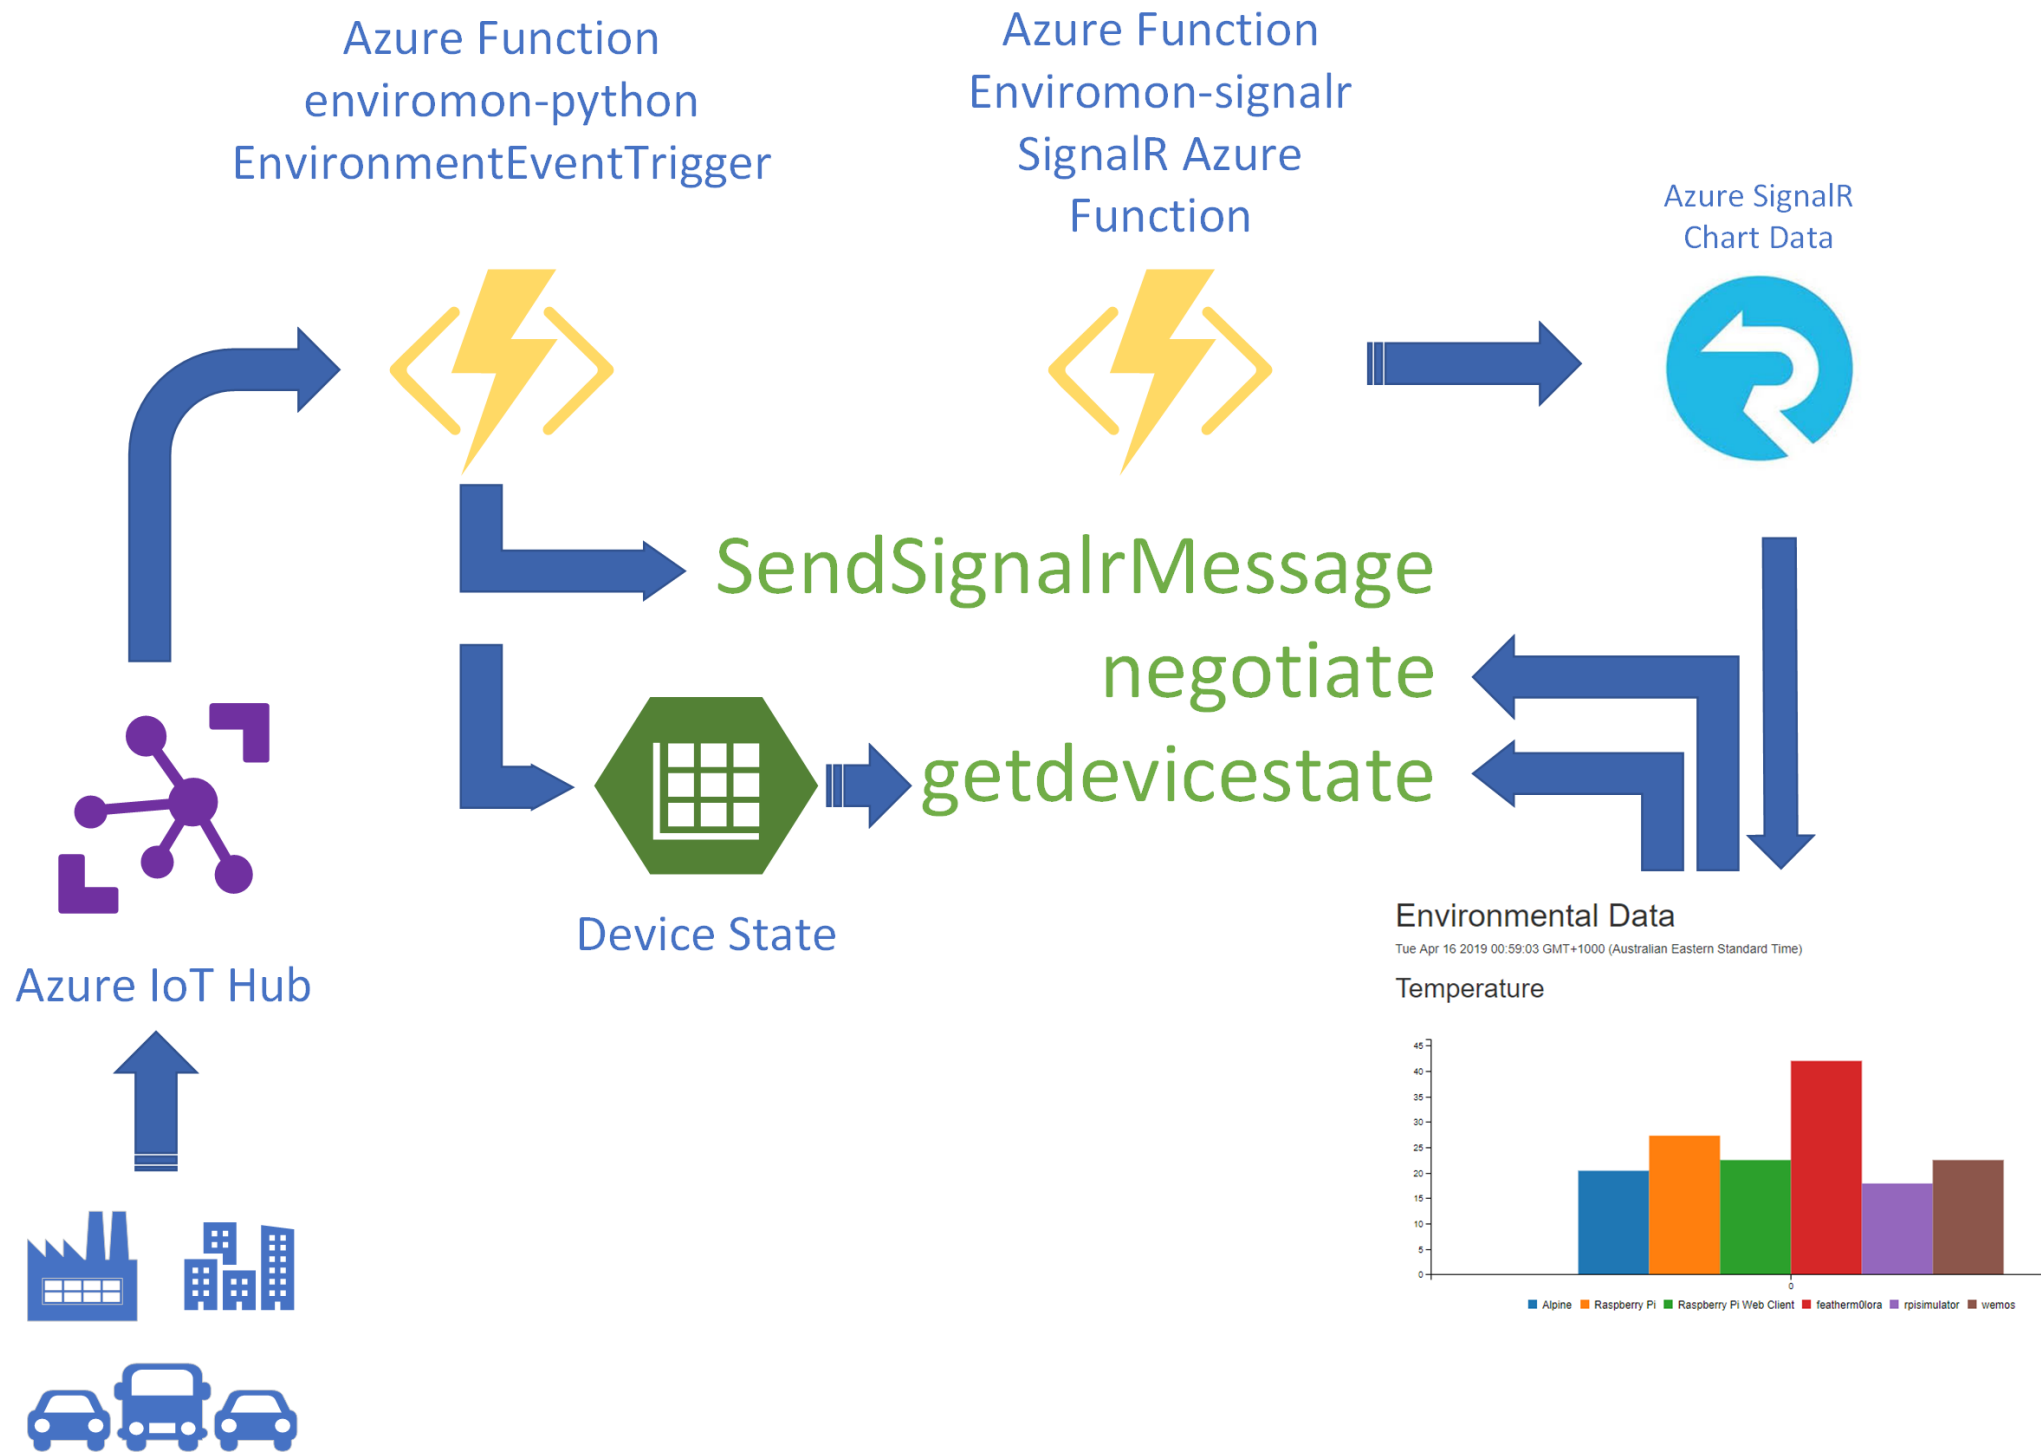 Azure Function
enviromon-python
EnvironmentEventTrigger
Azure Function
Enviromon-signalr
SignalR Azure
Function
Azure SignalR
Chart Data
SendSignalrMessage
negotiate
getdevicestate
Device State
Azure IoT Hub
Environmental Data
Tue Apr 16 2019 00:59:03 GMT+1000 (Australian Eastern Standard Time)
Temperature
45
40
35
30
25
20
15
10
5
0
0
Alpine Raspberry Pi Raspberry Pi Web Client featherm0lora rpisimulator wemos